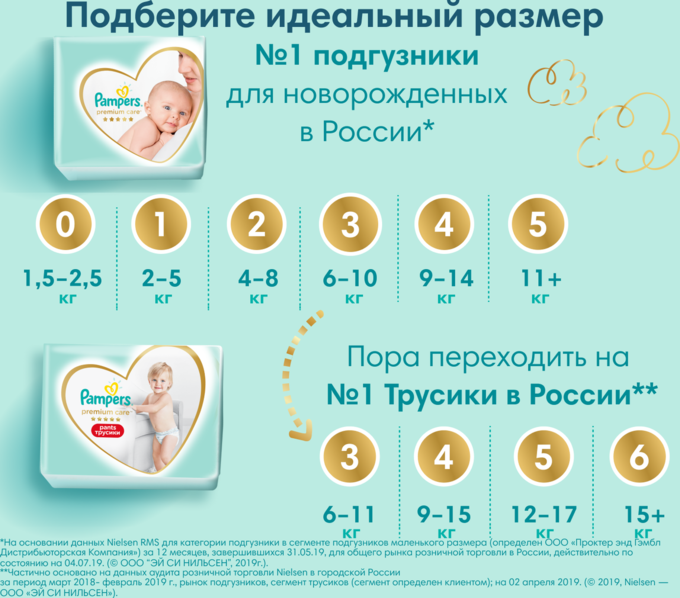 Подберите идеальный размер
№1 подгузники
для новорожденных
в России*
Pampers
premium care
0
1
2
3
4
5
1,5–2,5
2–5
4–8
6–10
9–14
11+
кг
кг
кг
кг
кг
кг
Пора переходить на
№1 Трусики в России**
Pampers
premium care
pants
трусики
3
4
5
6
6–11
9–15
12–17
15+
кг
кг
кг
кг
*На основании данных Nielsen RMS для категории подгузники в сегменте подгузников маленького размера (определен ООО «Проктер энд Гэмбл
Дистрибьюторская Компания») за 12 месяцев, завершившихся 31.05.19, для общего рынка розничной торговли в России, действительно по
состоянию на 04.07.19. (© ООО "ЭЙ СИ НИЛЬСЕН", 2019г.).
**Частично основано на данных аудита розничной торговли Nielsen в городской России
за период март 2018– февраль 2019 г., рынок подгузников, сегмент трусиков (сегмент определен клиентом); на 02 апреля 2019. (© 2019, Nielsen —
ООО «ЭЙ СИ НИЛЬСЕН»).